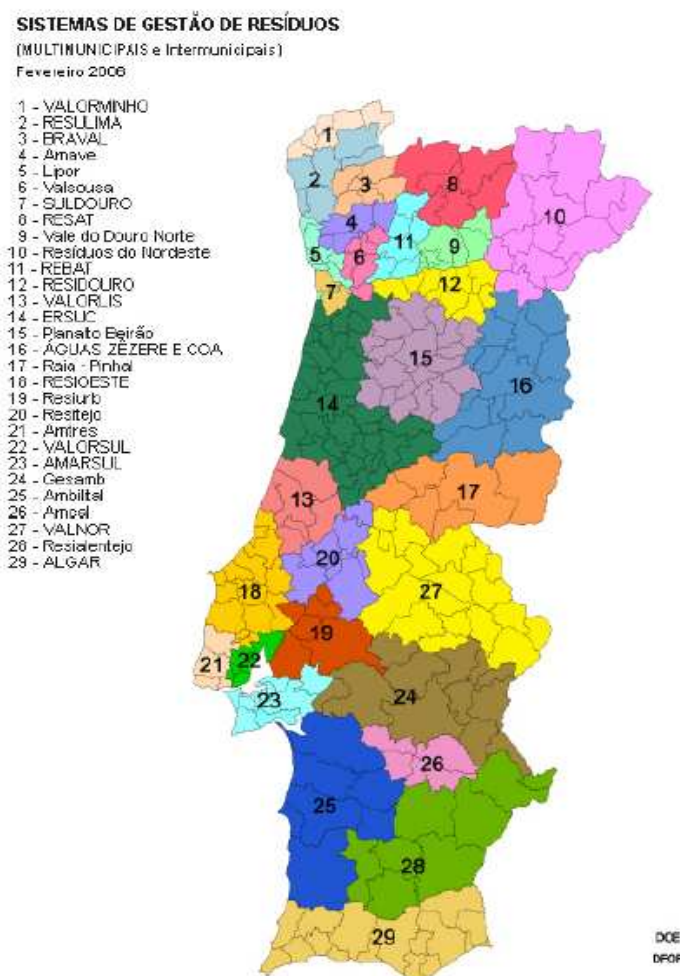 SISTEMAS DE GESTÃO DE RESÍDUOS
(MULTIMUNICIPAIS e Intermunicipais)
Fevereiro 2006
1 - VALORMINHO
2 - RESULIMA
3 - BRAVAL
4 - Amave
5 - Lipor
6 - Valsousa
7 - SULDOURO
8 - RESAT
9 - Vale do Douro Norte
10 - Resíduos do Nordeste
11 - REBAT
12 - RESIDOURO
13 - VALORLIS
14 - ERSUC
15 - Planalto Beirão
16 - ÁGUAS ZÊZERE E COA
17 - Raia - Pinhal
18 - RESIOESTE
19 - Resiurb
20 - Resitejo
21 - Amtres
22 - VALORSUL
23 - AMARSUL
24 - Gesamb
25 - Ambilital
26 - Amcal
27 - VALNOR
28 - Resialentejo
29 - ALGAR
1
2
3
8
10
4
11
9
5
6
12
7
15
16
14
17
13
20
27
18
19
21
22
23
24
26
25
28
29